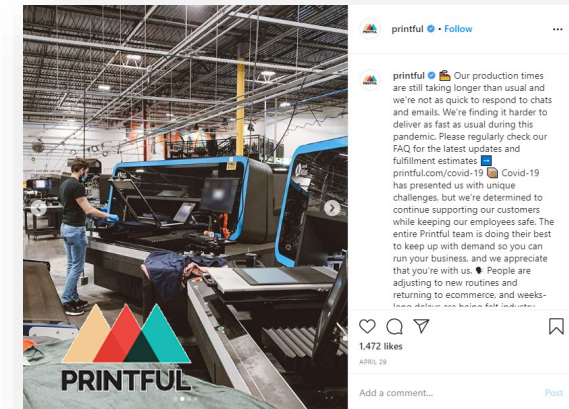 printful • Follow
printful Our production times
are still taking longer than usual and
we're not as quick to respond to chats
and emails. We're finding it harder to
deliver as fast as usual during this
pandemic. Please regularly check our
FAQ for the latest updates and
fulfillment estimates ➡️
printful.com/covid-19 Covid-19
has presented us with unique
challenges, but we're determined to
continue supporting our customers
while keeping our employees safe. The
entire Printful team is doing their best
to keep up with demand so you can
run your business, and we appreciate
that you're with us. 🗣 People are
adjusting to new routines and
returning to ecommerce, and weeks-
long delays are being felt industry
PRINTFUL
1,472 likes
APRIL 29
Add a comment... Post